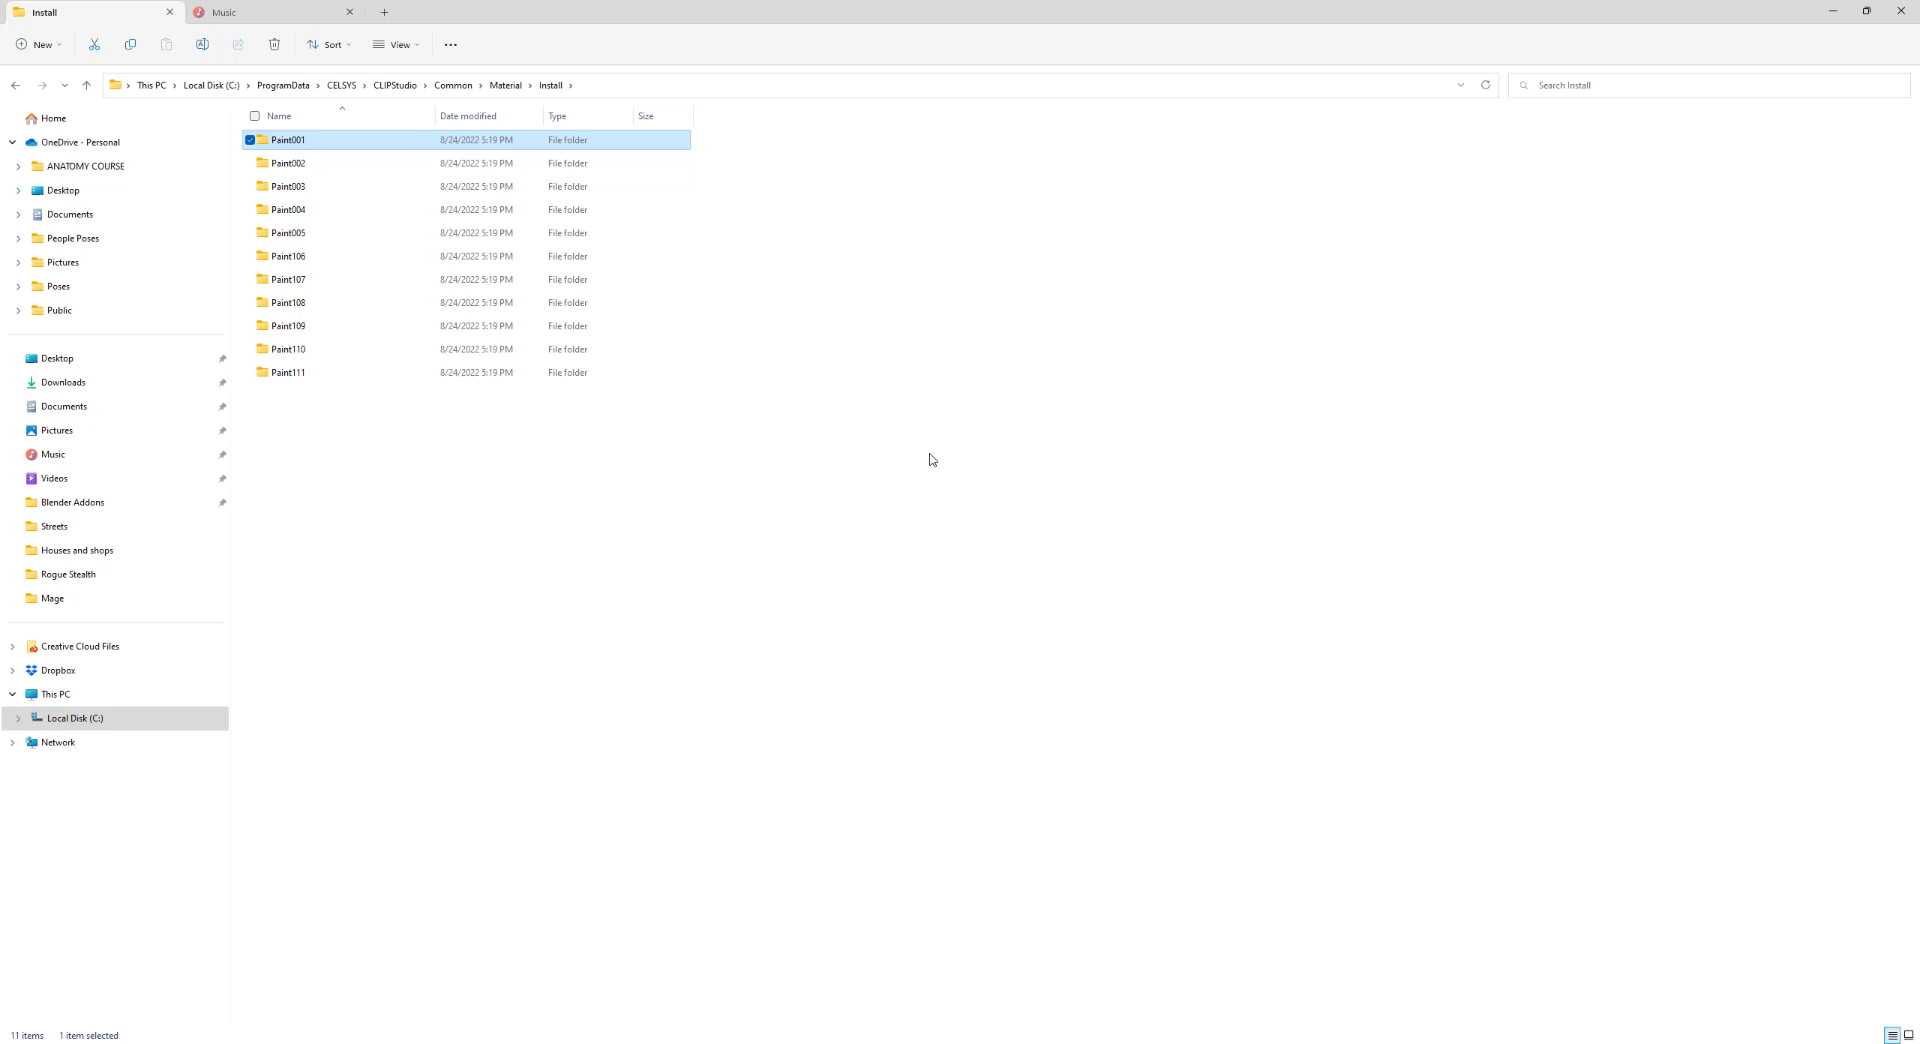 Install
Music
New
Sort
View
This PC > Local Disk (C:) > ProgramData > CELSYS > CLIPStudio > Common > Material > Install >
Search Install
Home
OneDrive - Personal
ANATOMY COURSE
Desktop
Documents
People Poses
Pictures
Poses
Public
Desktop
Downloads
Documents
Pictures
Music
Videos
Blender Addons
Streets
Houses and shops
Rogue Stealth
Mage
Creative Cloud Files
Dropbox
This PC
Local Disk (C:)
Network
Name Date modified Type Size
Paint001 8/24/2022 5:19 PM File folder
Paint002 8/24/2022 5:19 PM File folder
Paint003 8/24/2022 5:19 PM File folder
Paint004 8/24/2022 5:19 PM File folder
Paint005 8/24/2022 5:19 PM File folder
Paint106 8/24/2022 5:19 PM File folder
Paint107 8/24/2022 5:19 PM File folder
Paint108 8/24/2022 5:19 PM File folder
Paint109 8/24/2022 5:19 PM File folder
Paint110 8/24/2022 5:19 PM File folder
Paint111 8/24/2022 5:19 PM File folder
11 items 1 item selected